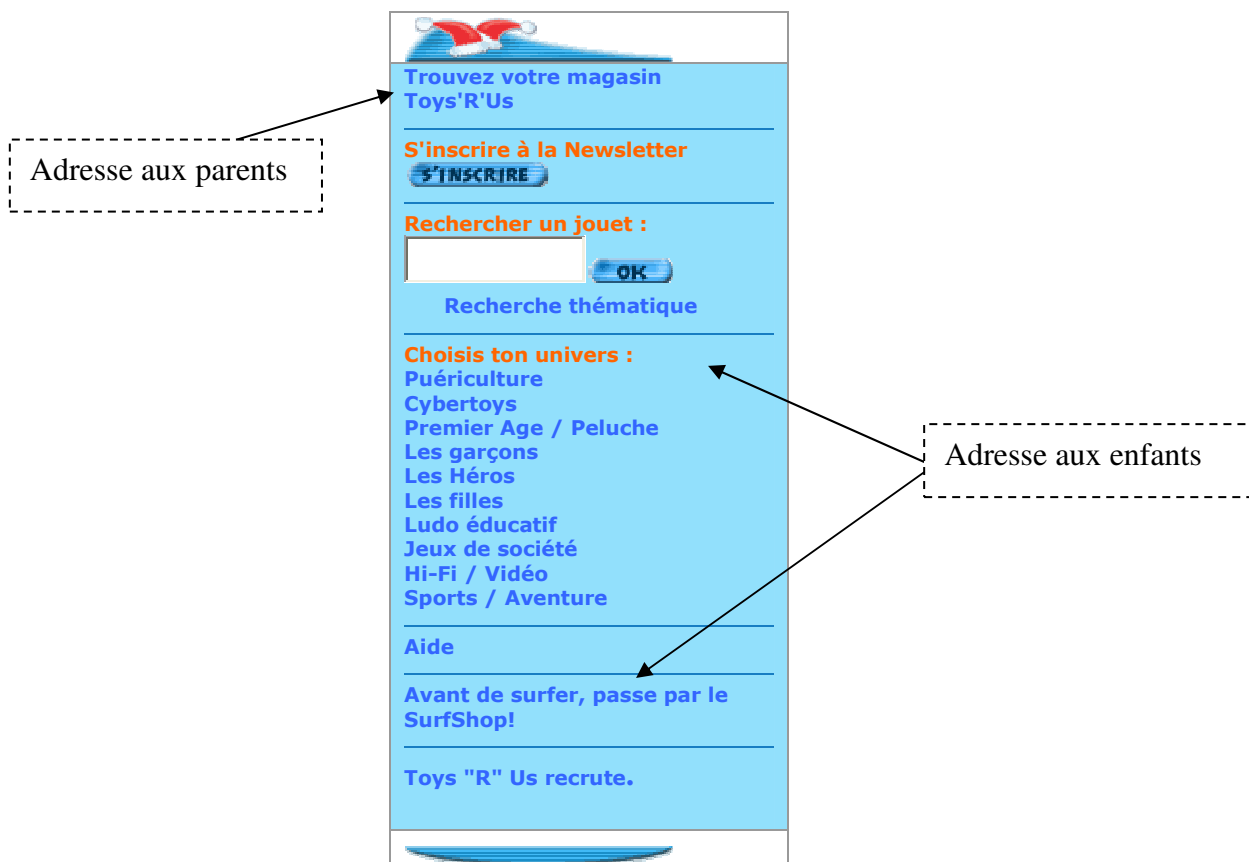 Trouvez votre magasin
Toys'R'Us
Adresse aux parents
S'inscrire à la Newsletter
S'INSCRIRE
Rechercher un jouet :
OK
Recherche thématique
Choisis ton univers :
Puériculture
Cybertoys
Premier Age / Peluche
Les garçons
Les Héros
Les filles
Ludo éducatif
Jeux de société
Hi-Fi / Vidéo
Sports / Aventure
Adresse aux enfants
Aide
Avant de surfer, passe par le
SurfShop!
Toys "R" Us recrute.